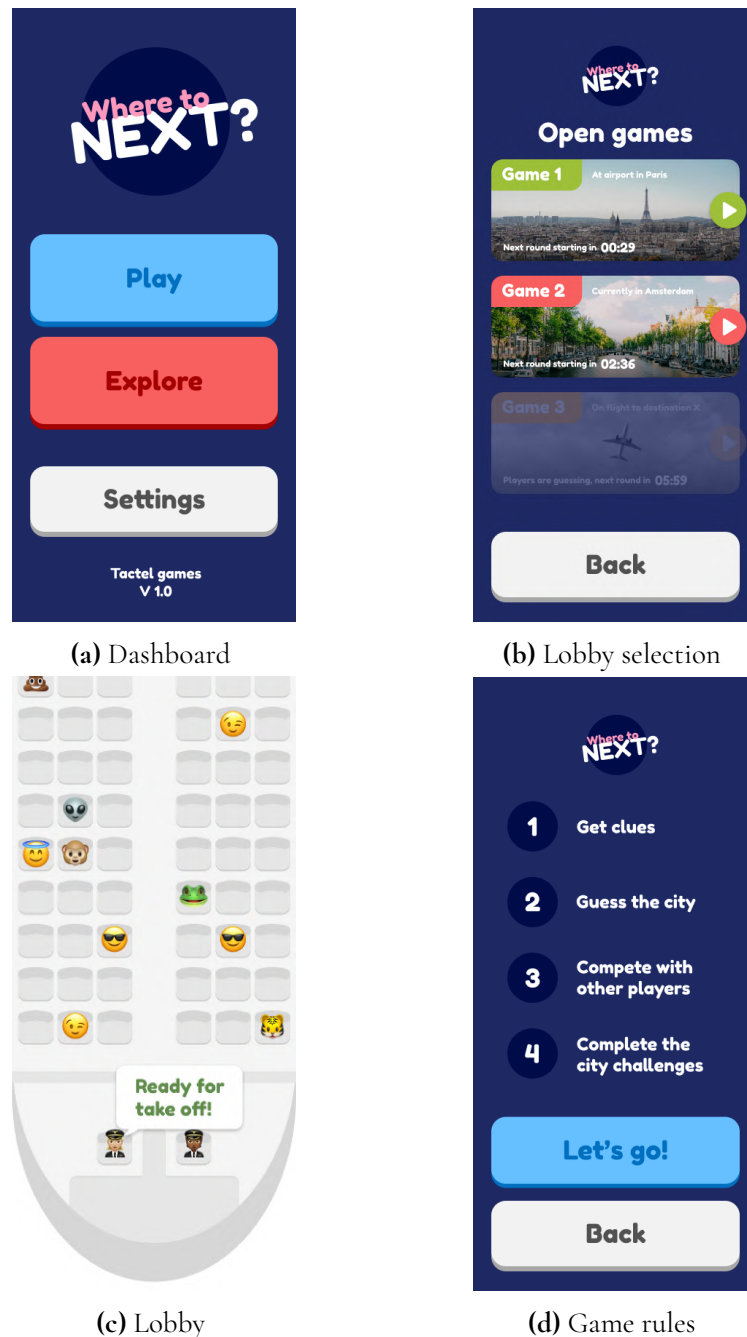 Where to
NEXT?
Play
Explore
Settings
Tactel games
V 1.0
(a) Dashboard
Where to
NEXT?
Open games
Game 1 At airport in Paris
Next round starting in 00:29
Game 2 Currently in Amsterdam
Next round starting in 02:36
Game 3 On flight to destination X
Players are guessing, next round in 05:59
Back
(b) Lobby selection
Ready for
take off!
(c) Lobby
Where to
NEXT?
1 Get clues
2 Guess the city
3 Compete with
other players
4 Complete the
city challenges
Let's go!
Back
(d) Game rules